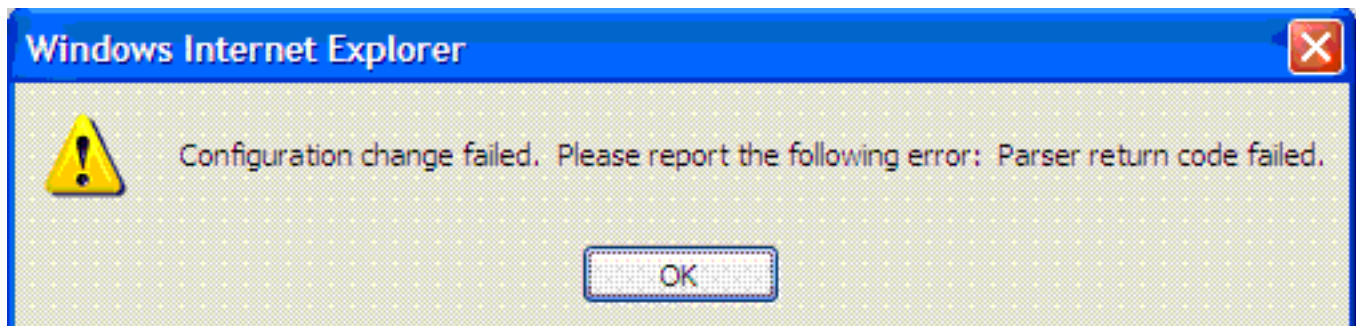 Windows Internet Explorer
Configuration change failed.  Please report the following error:  Parser return code failed.
OK